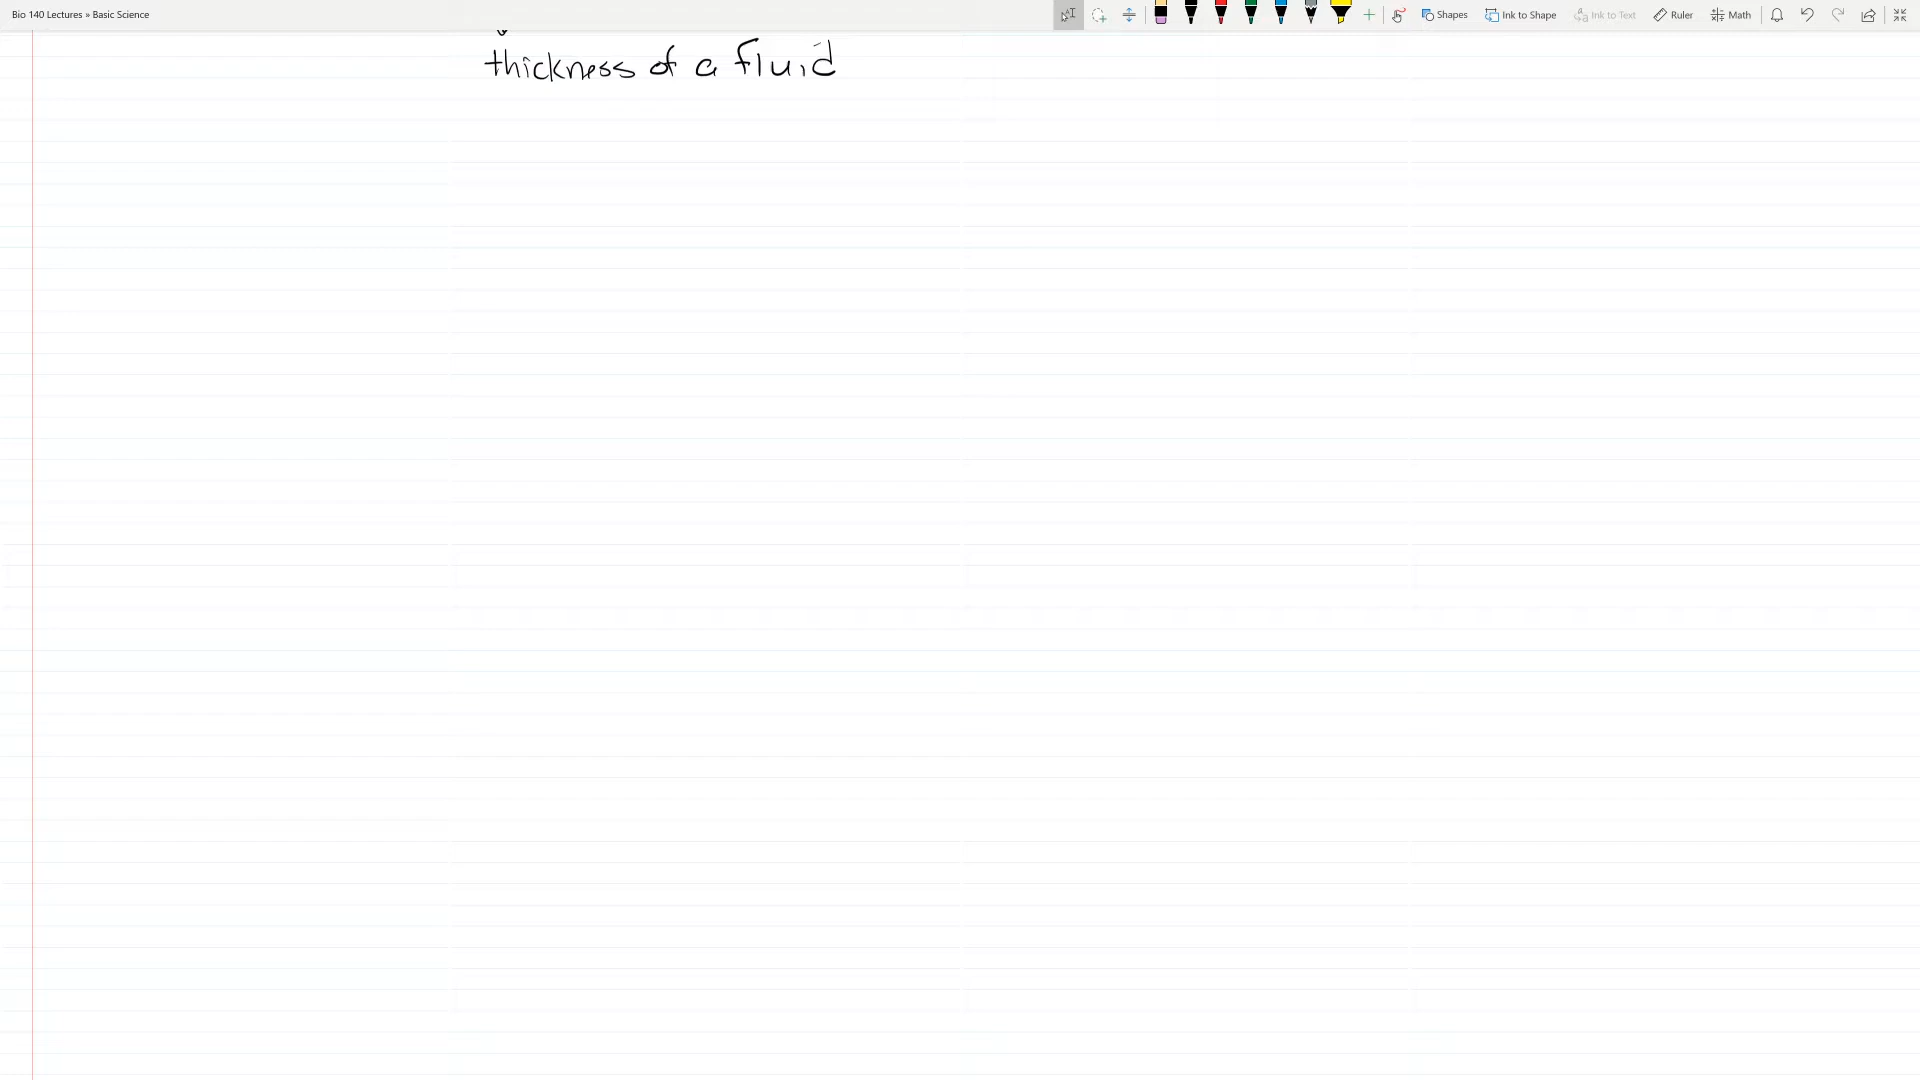 Bio 140 Lectures » Basic Science
Shapes Ink to Shape Ink to Text Ruler Math
thickness of a fluid